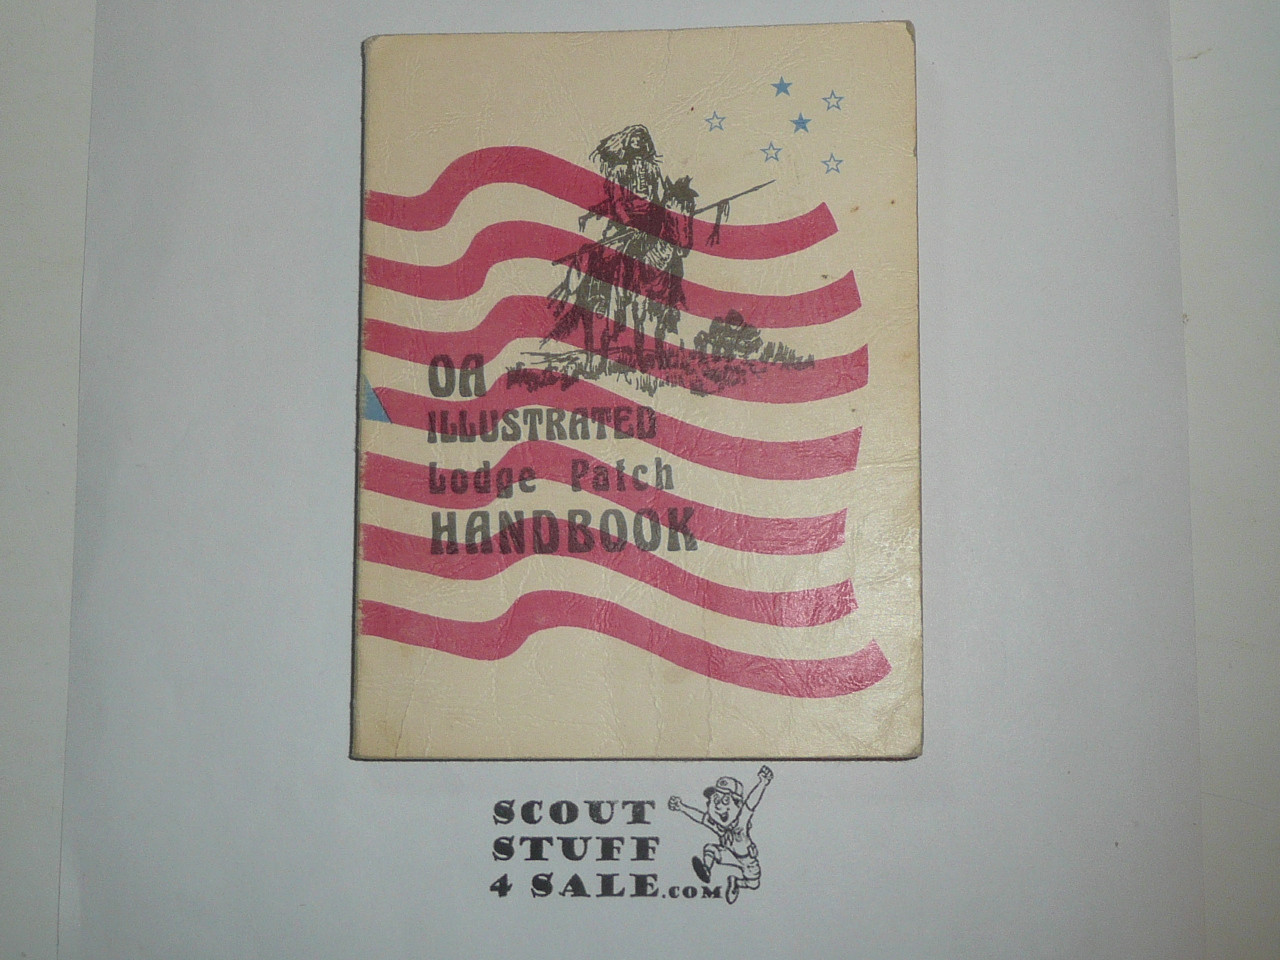 OA
ILLUSTRATED
Lodge Patch
HANDBOOK
SCOUT
STUFF
4 SALE.COM